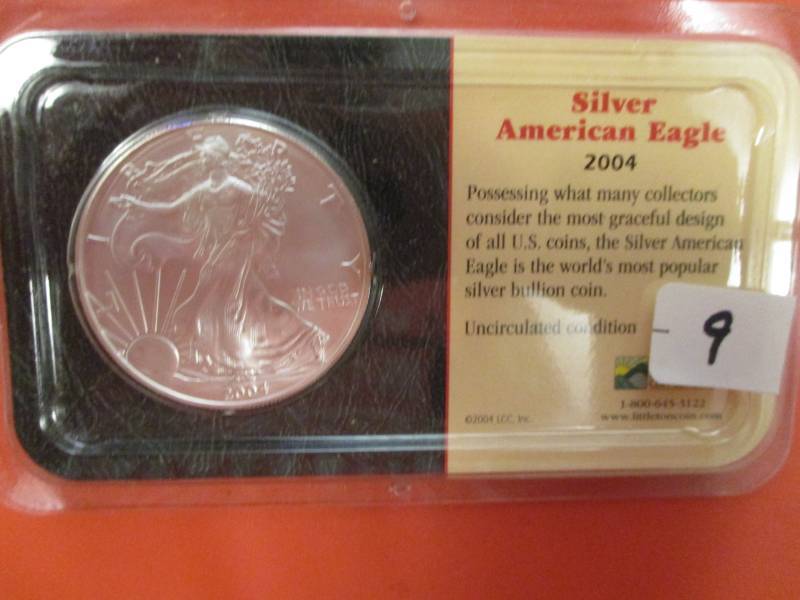 LIBERTY
IN GOD
WE TRUST
2004
Silver
American Eagle
2004
Possessing what many collectors
consider the most graceful design
of all U.S. coins, the Silver American
Eagle is the world's most popular
silver bullion coin.
Uncirculated condition
9
1-800-645-3122
©2004 LCC, Inc.
www.littletoncoin.com